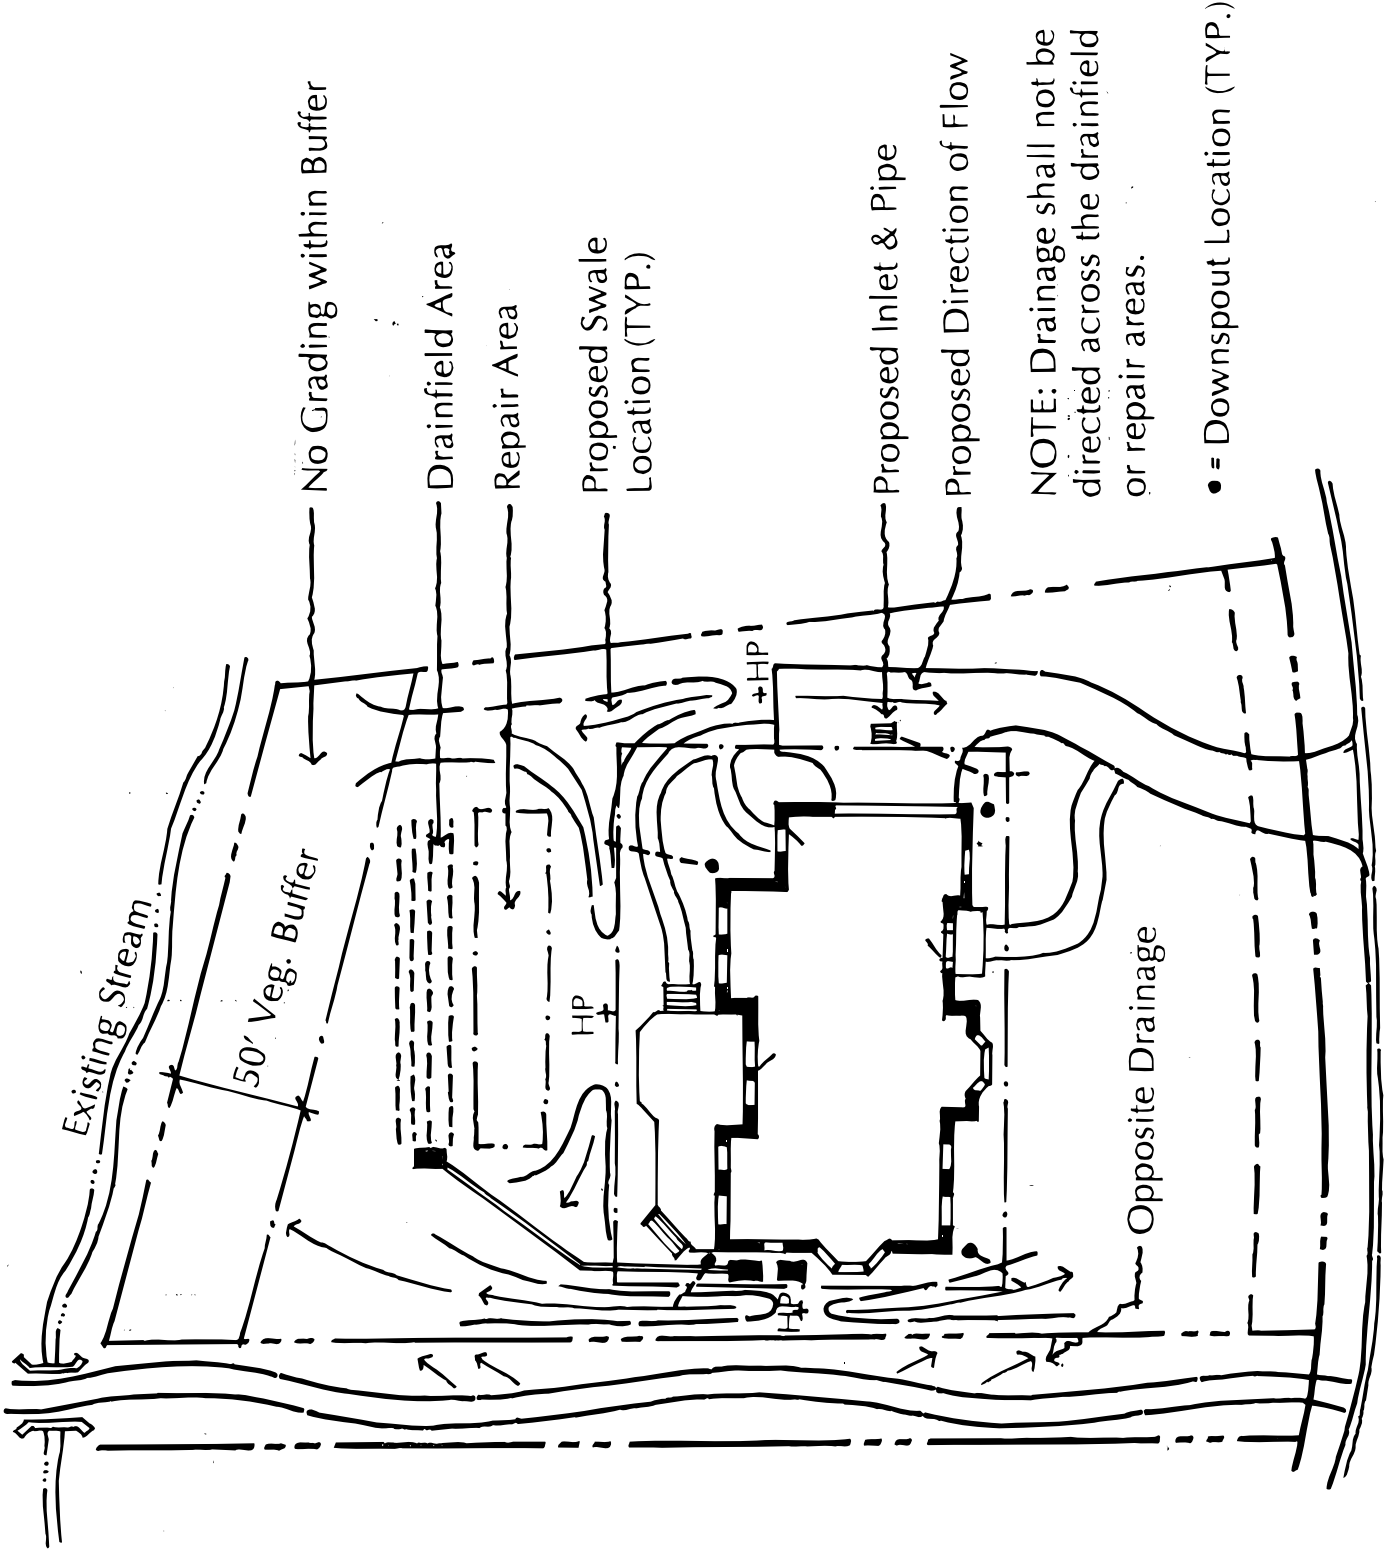 Existing Stream
50' Veg. Buffer
No Grading within Buffer
Drainfield Area
Repair Area
Proposed Swale
Location (TYP.)
HP
HP
HP
Proposed Inlet & Pipe
Proposed Direction of Flow
NOTE: Drainage shall not be
directed across the drainfield
or repair areas.
Opposite Drainage
● = Downspout Location (TYP.)